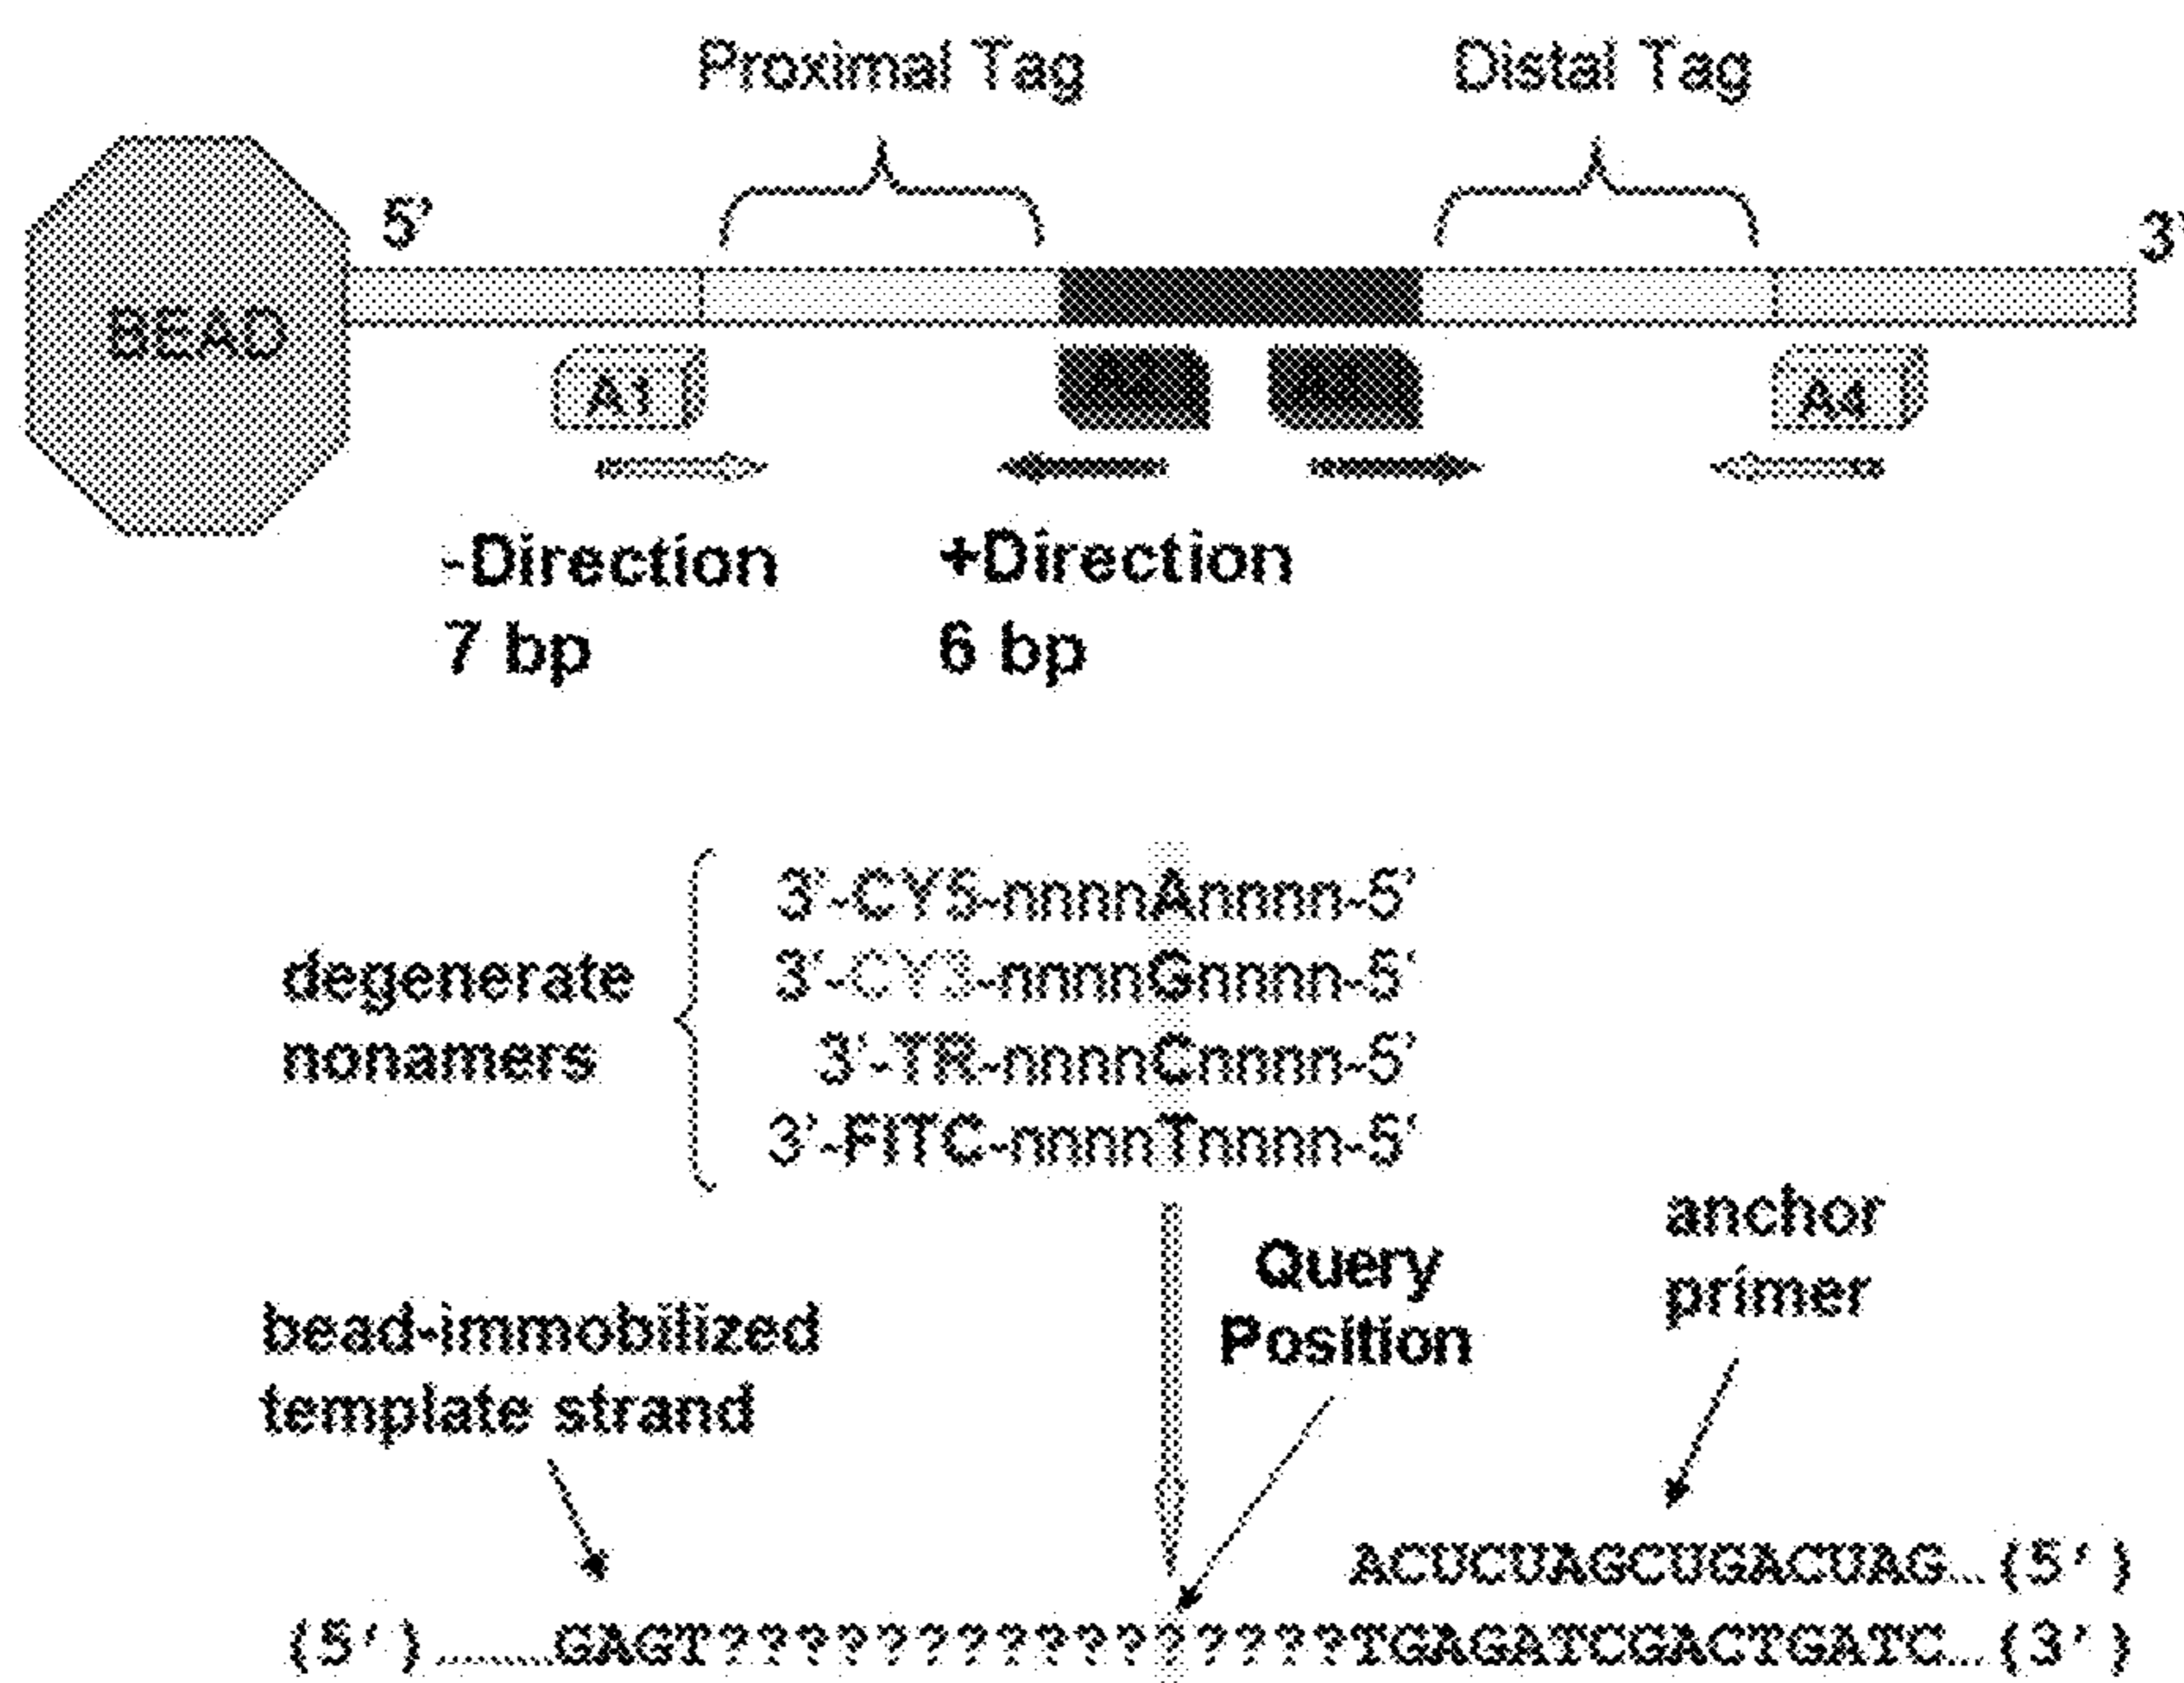 Proximal Tag
Distal Tag
5'
3'
BEAD
A1
A4
-Direction
7 bp
+Direction
6 bp
degenerate
nonamers
3'-CY5-nnnnAnnnn-5'
3'-CY3-nnnnGnnnn-5'
3'-TR-nnnnCnnnn-5'
3'-FITC-nnnnTnnnn-5'
anchor
primer
Query
Position
bead-immobilized
template strand
ACUCUAGCUGACUAG...(5')
(5').........GAGT????????????????TGAGATCGACTGATC...(3')